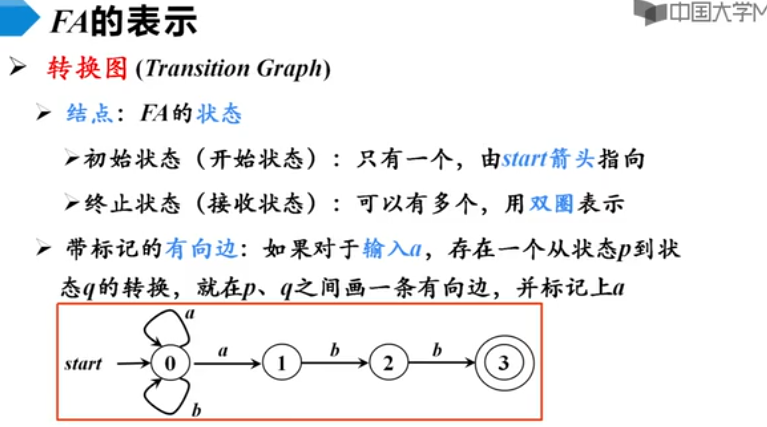 FA的表示
中国大学M
➢ 转换图 (Transition Graph)
➢ 结点：FA的状态
➢初始状态（开始状态）：只有一个，由start箭头指向
➢终止状态（接收状态）：可以有多个，用双圈表示
➢ 带标记的有向边：如果对于输入a，存在一个从状态p到状
态q的转换，就在p、q之间画一条有向边，并标记上a
a
start 0 a 1 b 2 b 3
b